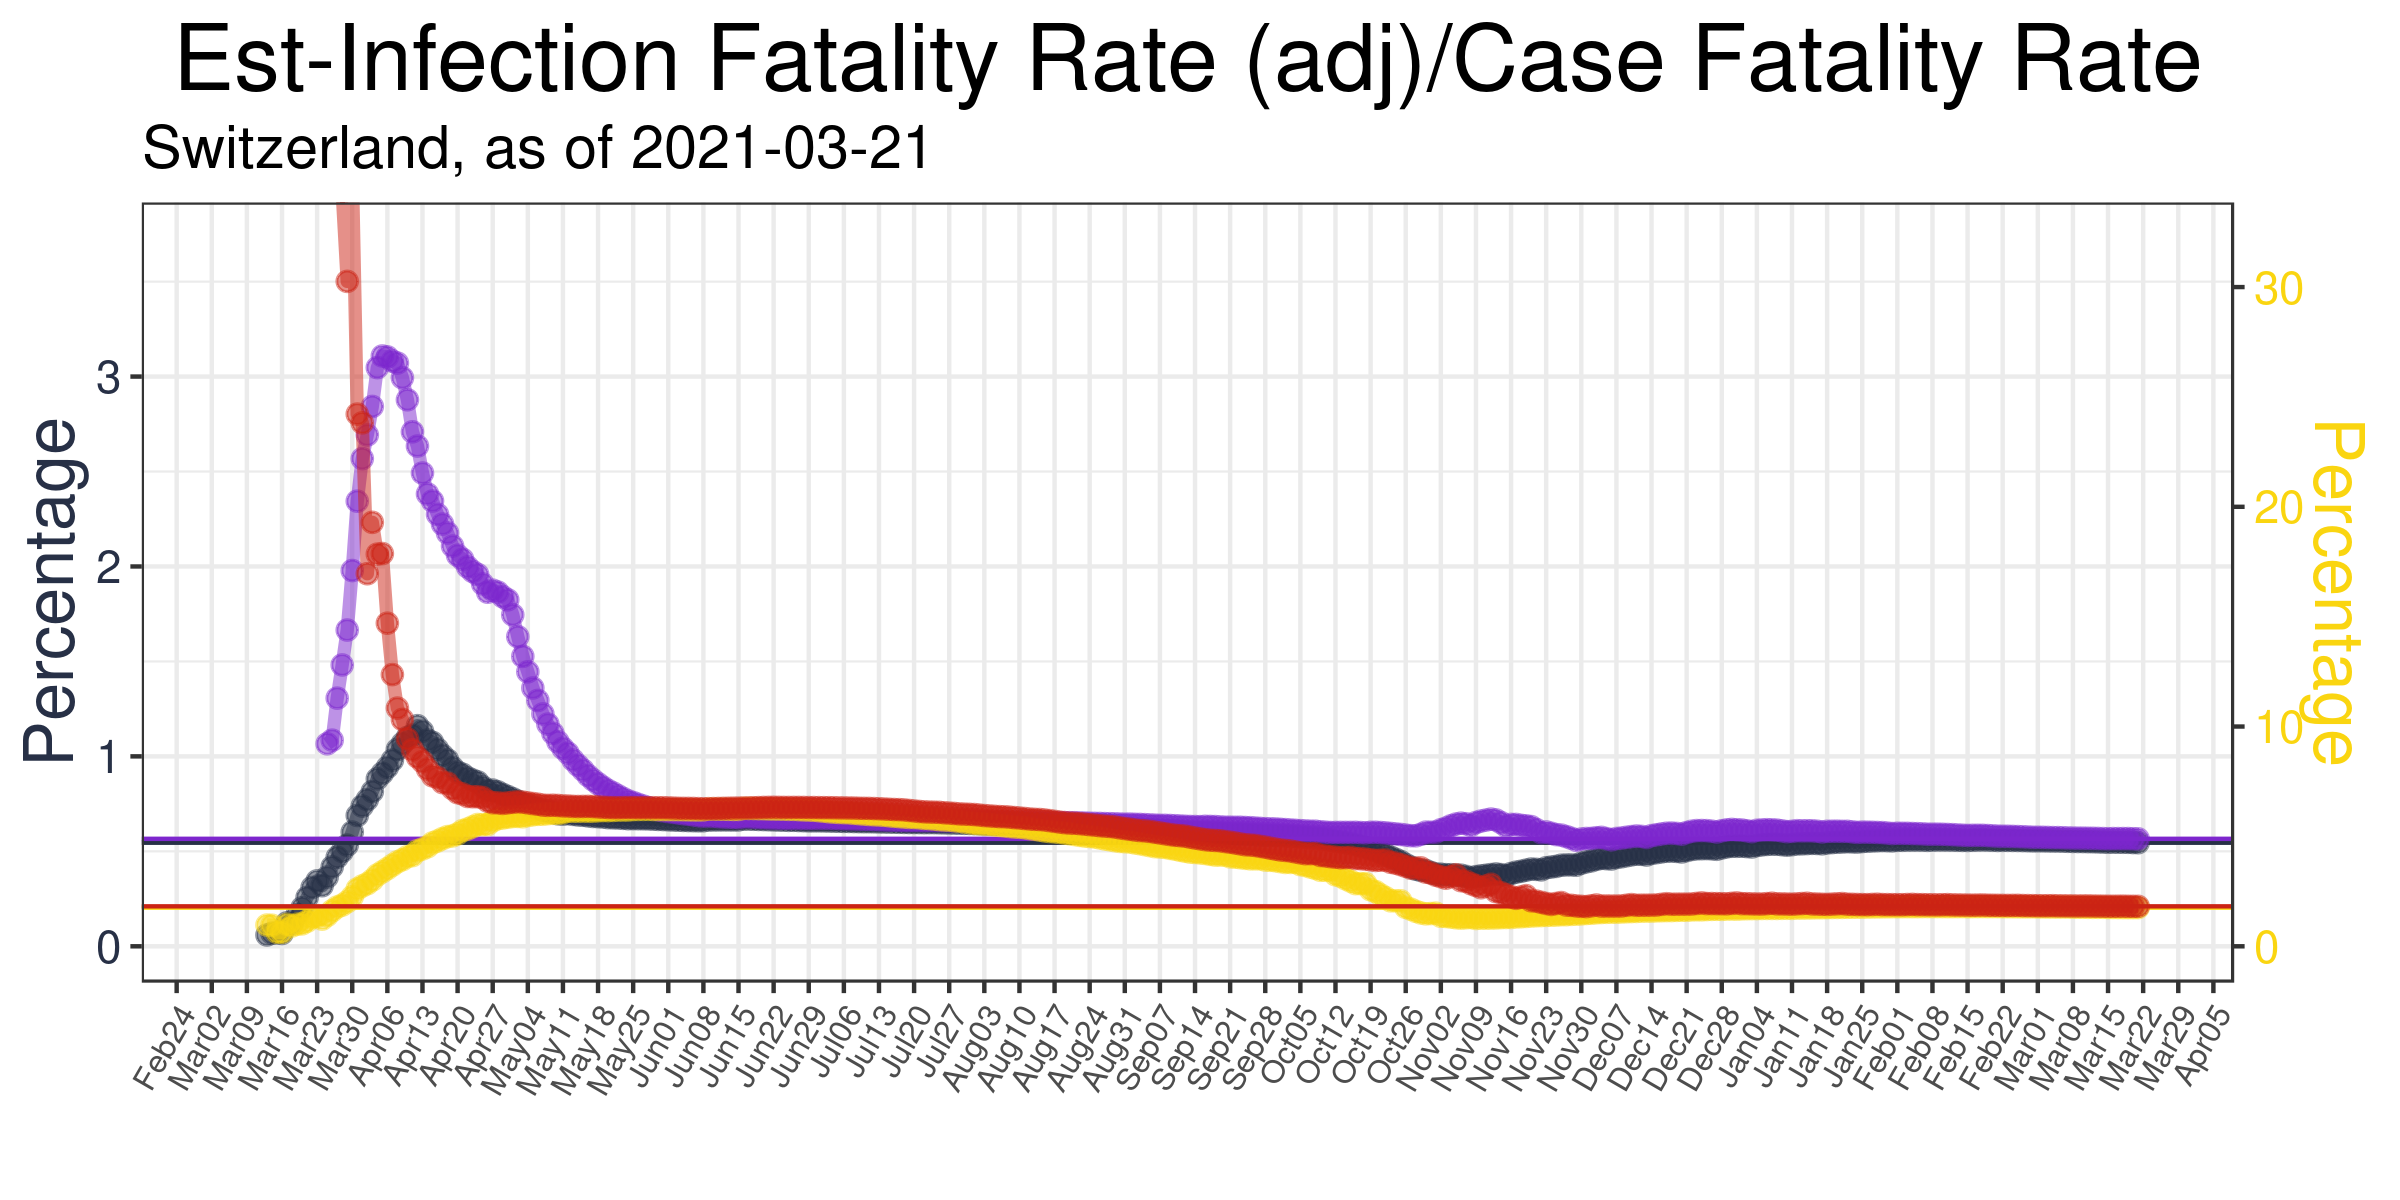 Est-Infection Fatality Rate (adj)/Case Fatality Rate
Switzerland, as of 2021-03-21
Percentage
3
2
1
0
30
20
10
0
Percentage
Feb24
Mar02
Mar09
Mar16
Mar23
Mar30
Apr06
Apr13
Apr20
Apr27
May04
May11
May18
May25
Jun01
Jun08
Jun15
Jun22
Jun29
Jul06
Jul13
Jul20
Jul27
Aug03
Aug10
Aug17
Aug24
Aug31
Sep07
Sep14
Sep21
Sep28
Oct05
Oct12
Oct19
Oct26
Nov02
Nov09
Nov16
Nov23
Nov30
Dec07
Dec14
Dec21
Dec28
Dec04
Jan11
Jan18
Jan25
Feb01
Feb08
Feb15
Feb22
Mar01
Mar08
Mar15
Mar22
Mar29
Apr05